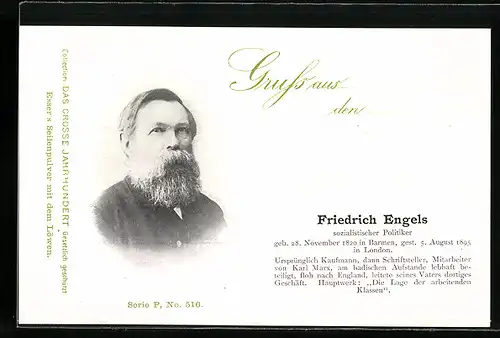 Collection: DAS GROSSE JAHRHUNDERT Gesetzlich geschützt
Esser's Seifenpulver mit dem Löwen.
Gruss aus
den
Friedrich Engels
sozialistischer Politiker
geb. 28. November 1820 in Barmen, gest. 5. August 1895
in London.
Ursprünglich Kaufmann, dann Schriftsteller, Mitarbeiter
von Karl Marx, am badischen Aufstande lebhaft be-
teiligt, floh nach England, leitete seines Vaters dortiges
Geschäft. Hauptwerk: „Die Lage der arbeitenden
Klassen“.
Serie P, No. 516.